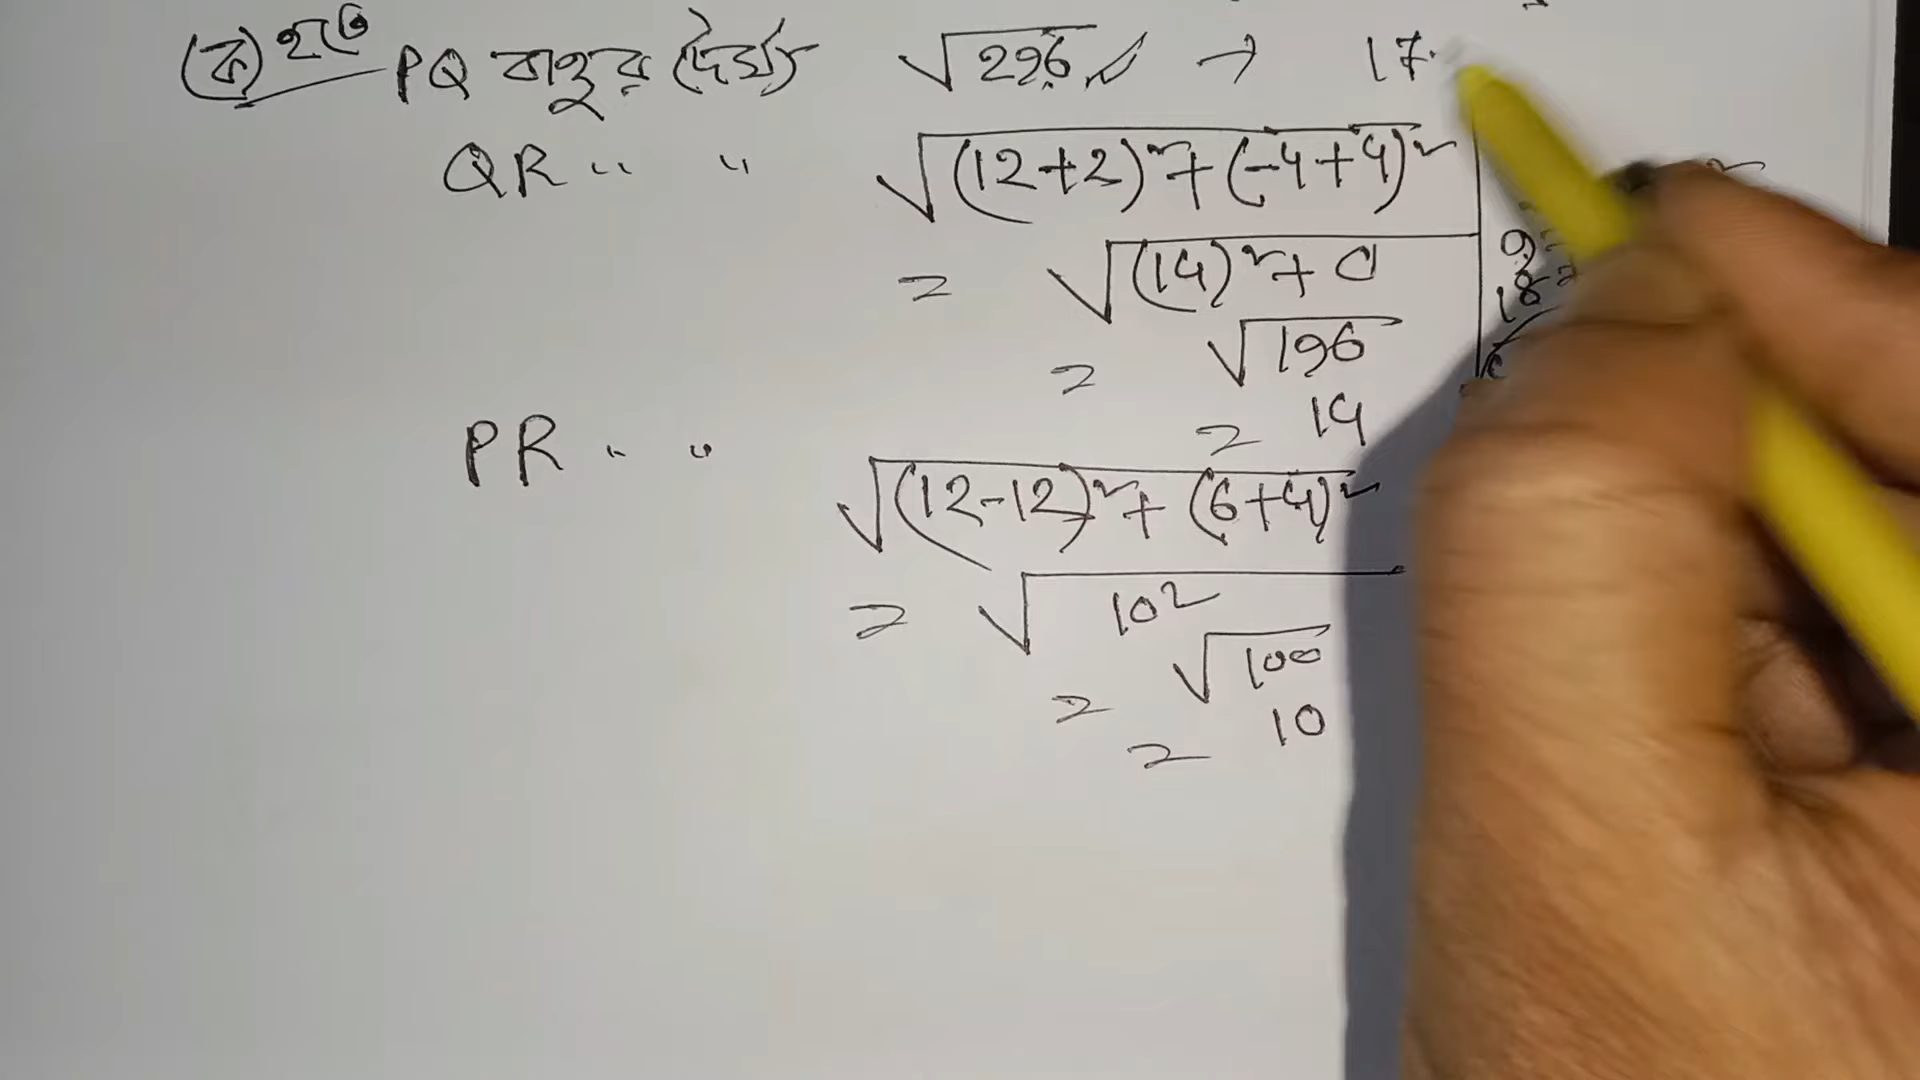 (ক) হতে PQ বাহুর দৈর্ঘ্য √296 → 17.
QR " " √(12+2)² + (-4+4)²
= √(14)² + 0
= √196
= 14
PR " " √(12-12)² + (6+4)²
= √10²
= √100
= 10